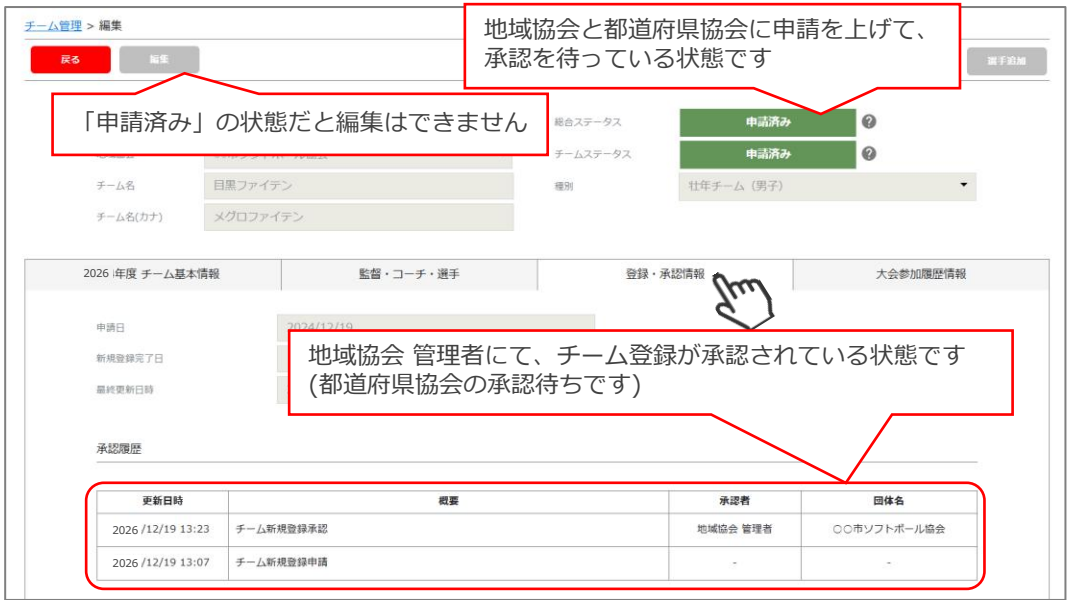 チーム管理 > 編集
地域協会と都道府県協会に申請を上げて、
承認を待っている状態です
戻る
編集
選手追加
「申請済み」の状態だと編集はできません
総合ステータス
申請済み
?
チームステータス
申請済み
?
チーム名
目黒ファイテン
種別
壮年チーム（男子）
チーム名(カナ)
メグロファイテン
2026 年度 チーム基本情報
監督・コーチ・選手
登録・承認情報
大会参加履歴情報
申請日
2024/12/19
新規登録完了日
最終更新日時
地域協会 管理者にて、チーム登録が承認されている状態です
(都道府県協会の承認待ちです)
承認履歴
更新日時 概要 承認者 団体名
2026 /12/19 13:23 チーム新規登録承認 地域協会 管理者 〇〇市ソフトボール協会
2026 /12/19 13:07 チーム新規登録申請 - -